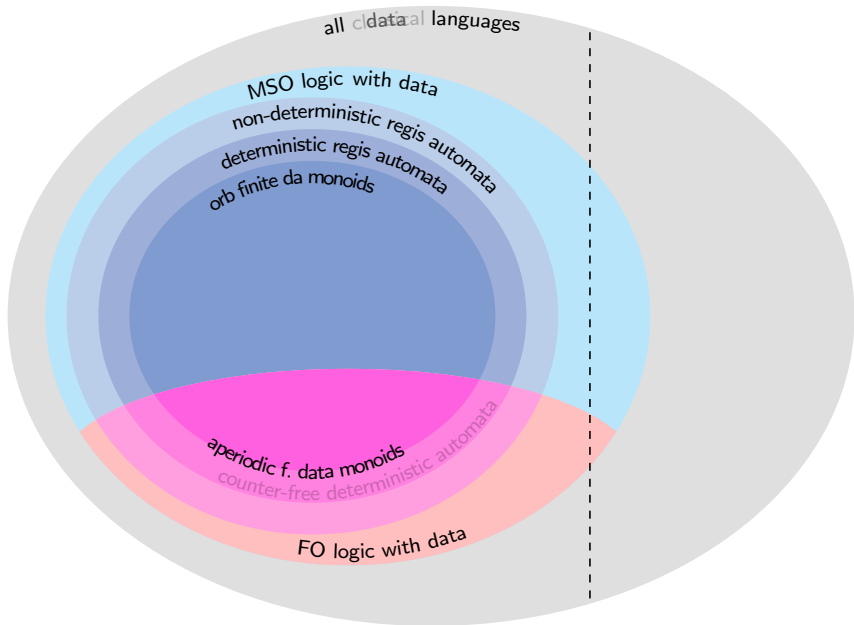 all classical data languages
MSO logic with data
non-deterministic regis automata
deterministic regis automata
orb finite da monoids
aperiodic f. data monoids
counter-free deterministic automata
FO logic with data